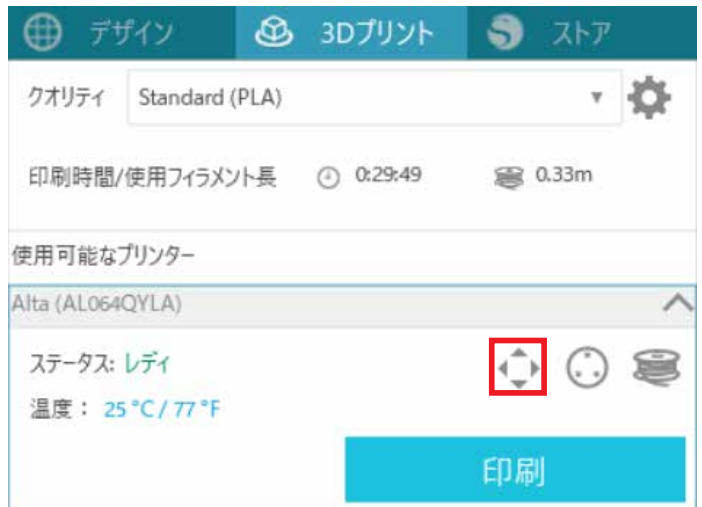 デザイン 3Dプリント ストア
クオリティ Standard (PLA)
印刷時間/使用フィラメント長 0:29:49 0.33m
使用可能なプリンター
Alta (AL064QYLA)
ステータス: レディ
温度： 25 °C / 77 °F
印刷